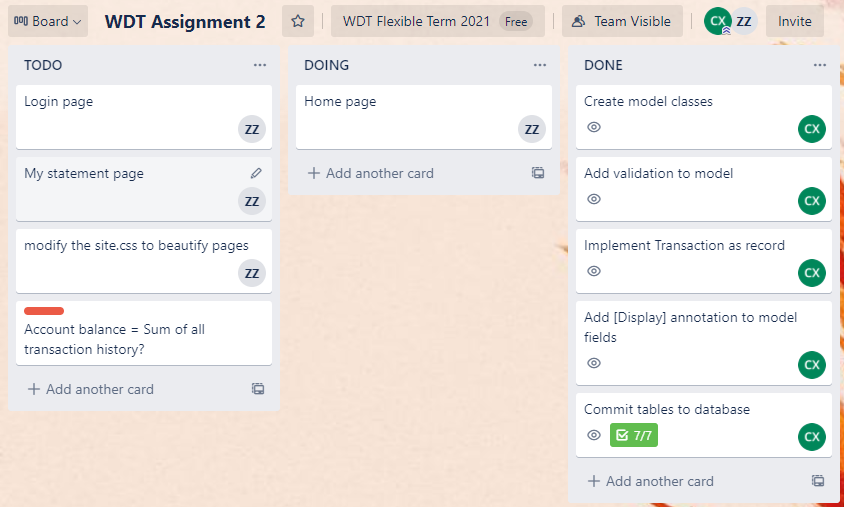 Board
WDT Assignment 2
WDT Flexible Term 2021 Free
Team Visible
CX ZZ
Invite
TODO
Login page
ZZ
My statement page
ZZ
modify the site.css to beautify pages
ZZ
Account balance = Sum of all
transaction history?
+ Add another card
DOING
Home page
ZZ
+ Add another card
DONE
Create model classes
CX
Add validation to model
CX
Implement Transaction as record
CX
Add [Display] annotation to model
fields
CX
Commit tables to database
7/7
CX
+ Add another card